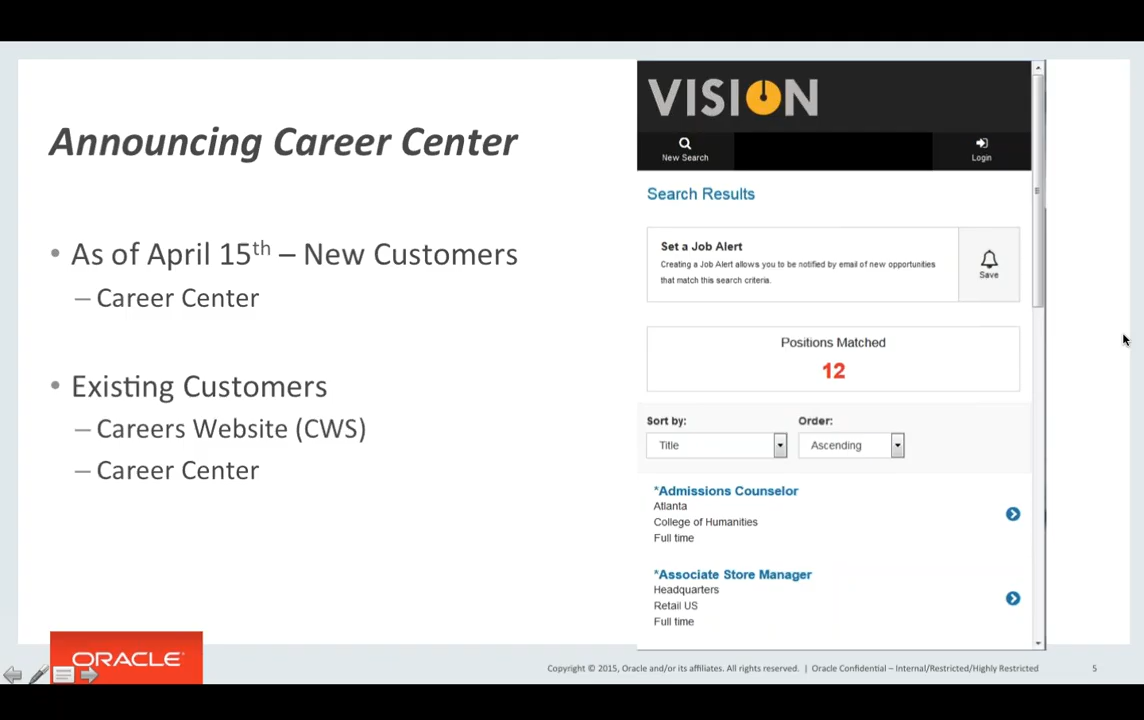 Announcing Career Center
• As of April 15th – New Customers
– Career Center
• Existing Customers
– Careers Website (CWS)
– Career Center
VISION
New Search
Login
Search Results
Set a Job Alert
Creating a Job Alert allows you to be notified by email of new opportunities
that match this search criteria.
Save
Positions Matched
12
Sort by: Order:
Title Ascending
*Admissions Counselor
Atlanta
College of Humanities
Full time
*Associate Store Manager
Headquarters
Retail US
Full time
ORACLE
Copyright © 2015, Oracle and/or its affiliates. All rights reserved. | Oracle Confidential – Internal/Restricted/Highly Restricted 5